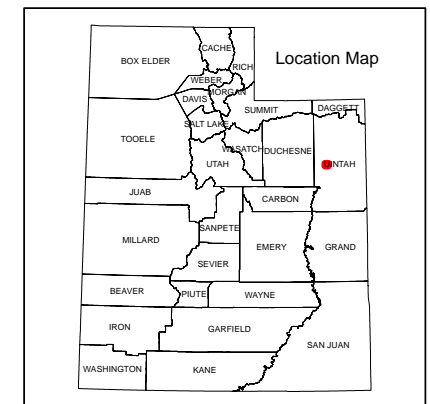 Location Map
BOX ELDER
CACHE
RICH
WEBER
MORGAN
DAVIS
SUMMIT
DAGGETT
SALT LAKE
TOOELE
WASATCH
DUCHESNE
UINTAH
UTAH
JUAB
CARBON
SANPETE
MILLARD
EMERY
GRAND
SEVIER
BEAVER
PIUTE
WAYNE
IRON
GARFIELD
SAN JUAN
WASHINGTON
KANE